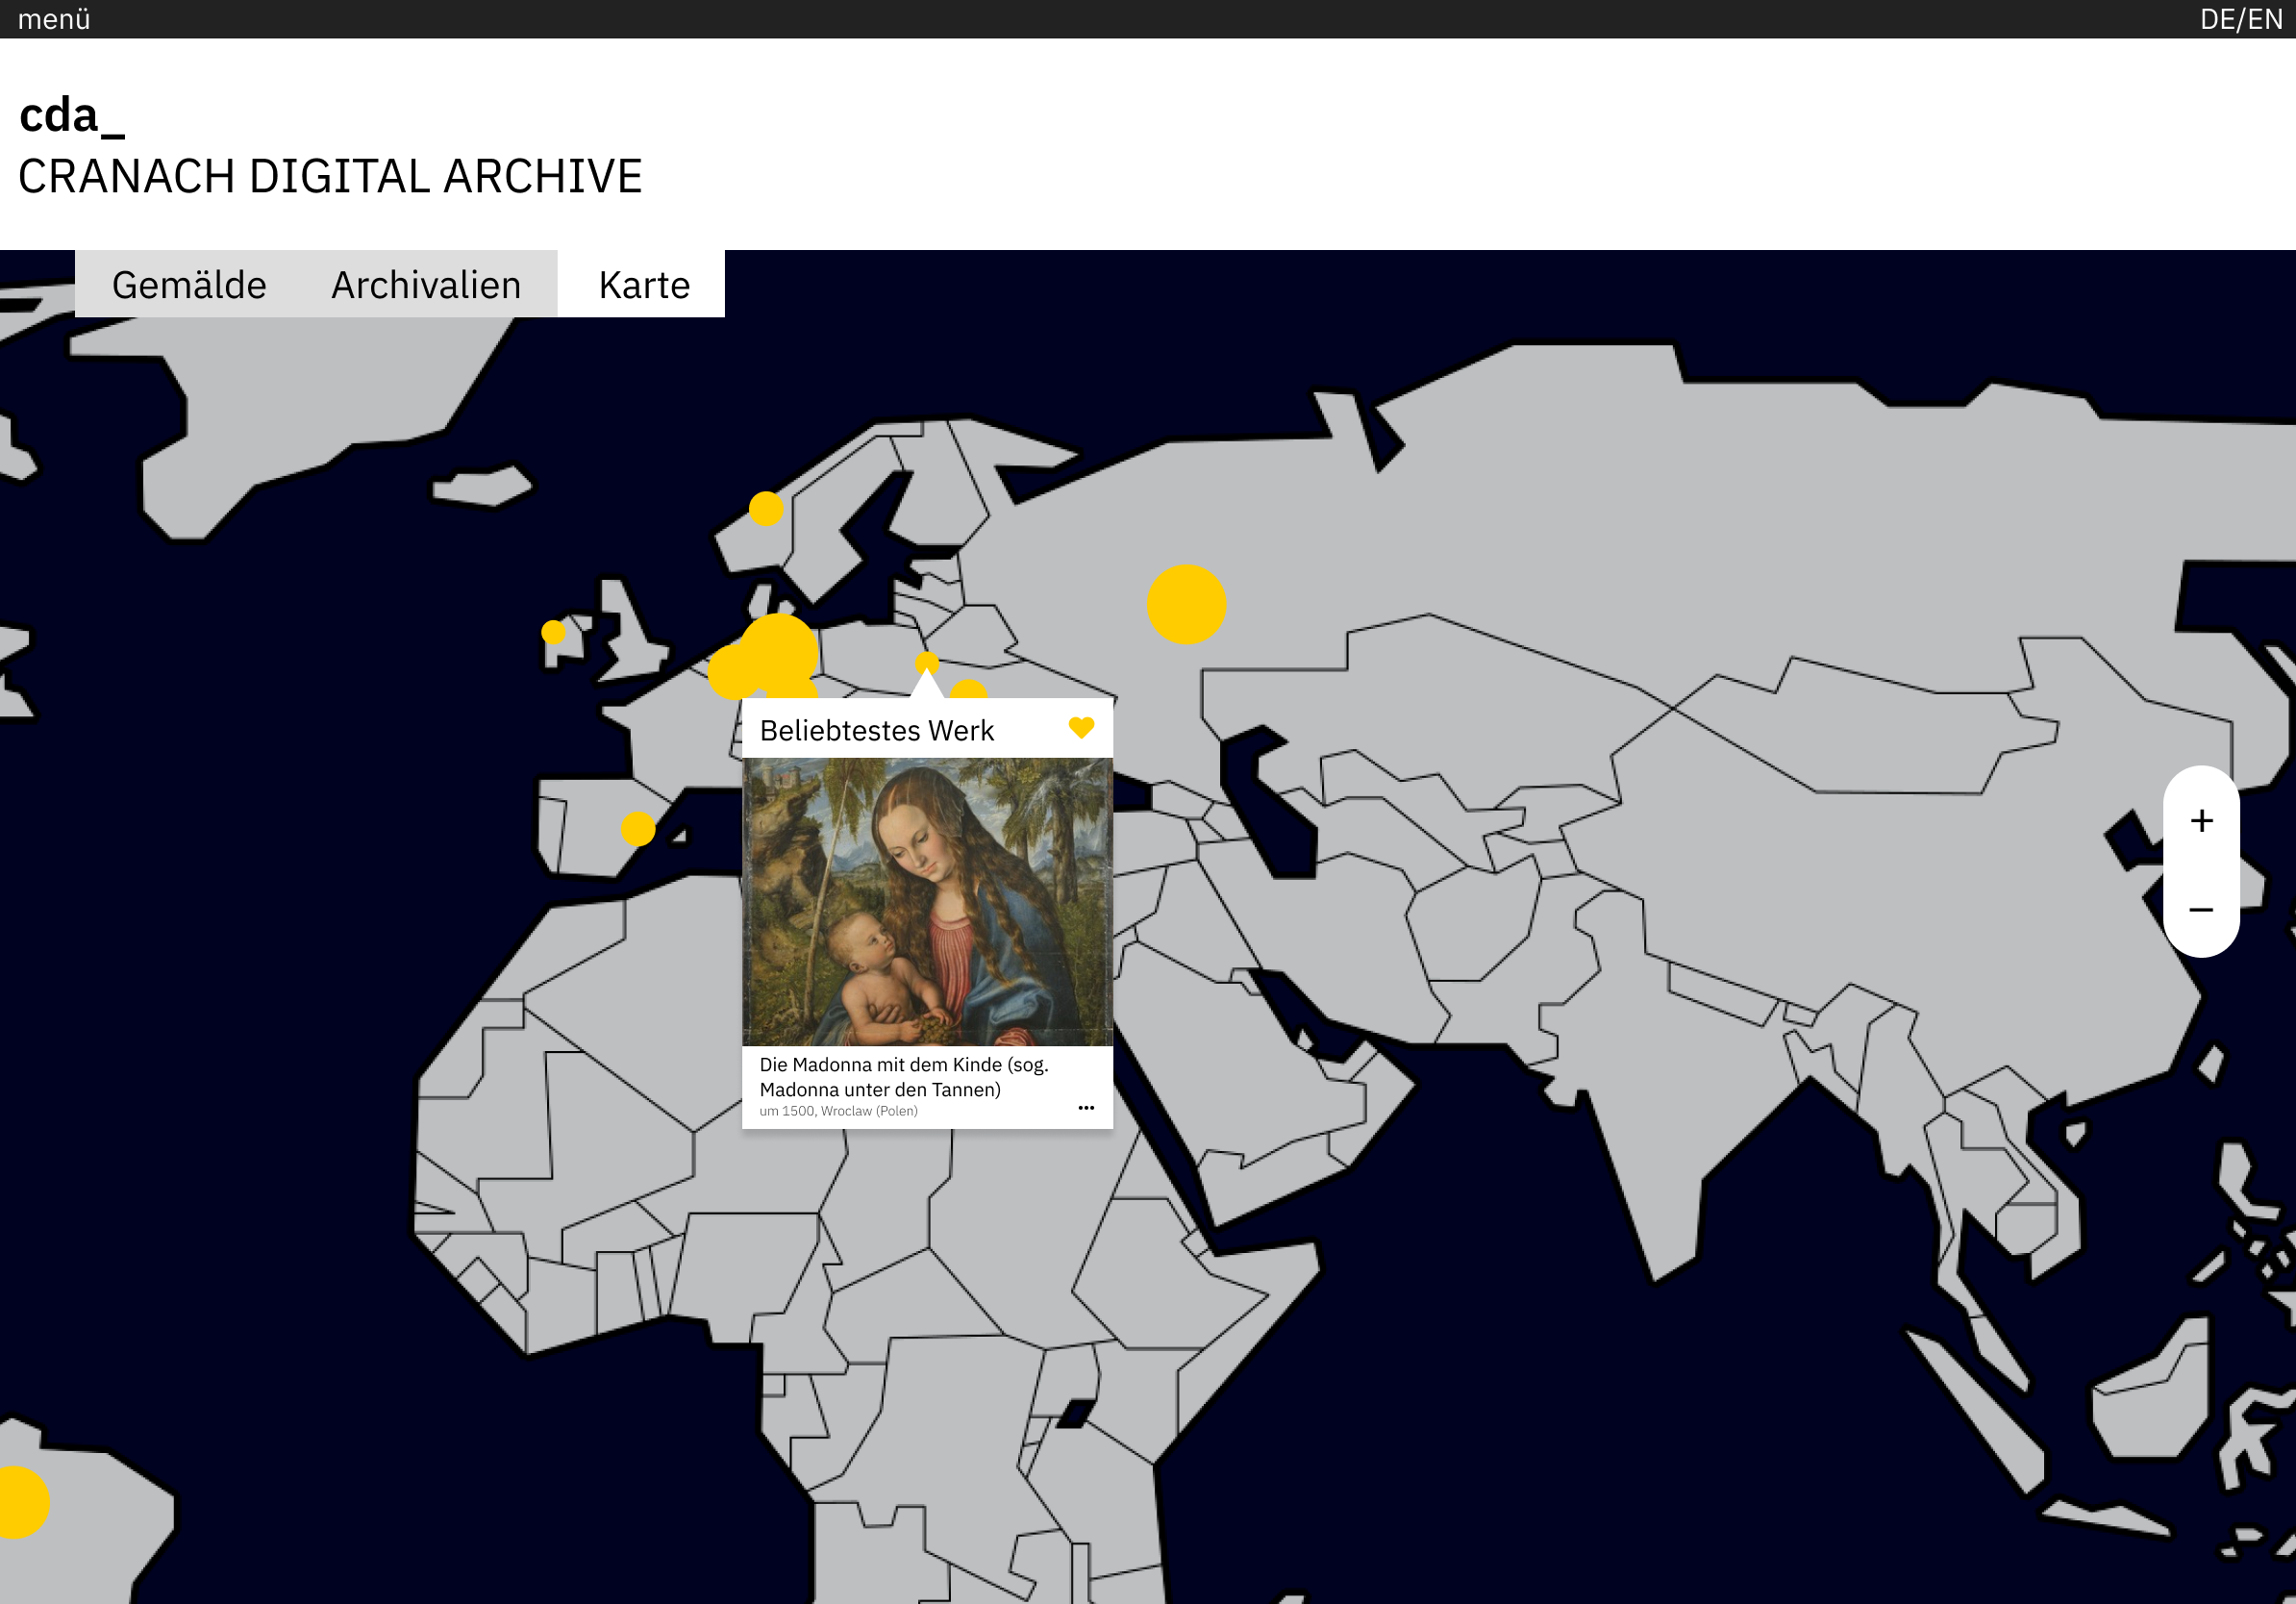 menü
DE/EN
cda_
CRANACH DIGITAL ARCHIVE
Gemälde
Archivalien
Karte
Beliebtestes Werk
Die Madonna mit dem Kinde (sog.
Madonna unter den Tannen)
um 1500, Wroclaw (Polen)
•••
+
−